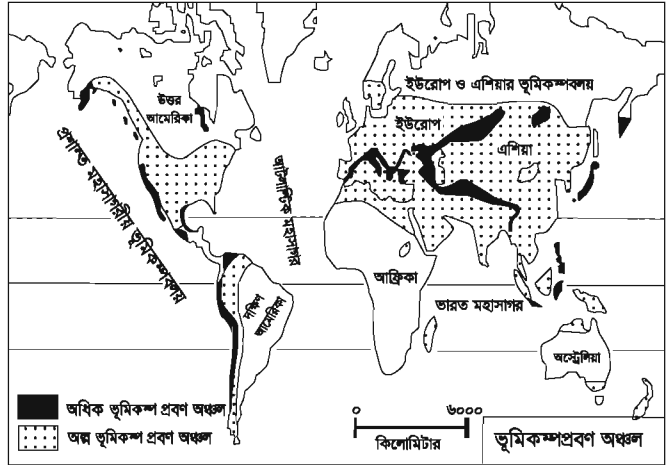 ইউরোপ ও এশিয়ার ভূমিকম্পবলয়
উত্তর
আমেরিকা
ইউরোপ
এশিয়া
প্রশান্ত মহাসাগরীয় ভূমিকম্পবলয়
আটলান্টিক মহাসাগর
আফ্রিকা
দক্ষিণ
আমেরিকা
ভারত মহাসাগর
অস্ট্রেলিয়া
অধিক ভূমিকম্প প্রবণ অঞ্চল
অল্প ভূমিকম্প প্রবণ অঞ্চল
০ ৬০০০
কিলোমিটার
ভূমিকম্পপ্রবণ অঞ্চল